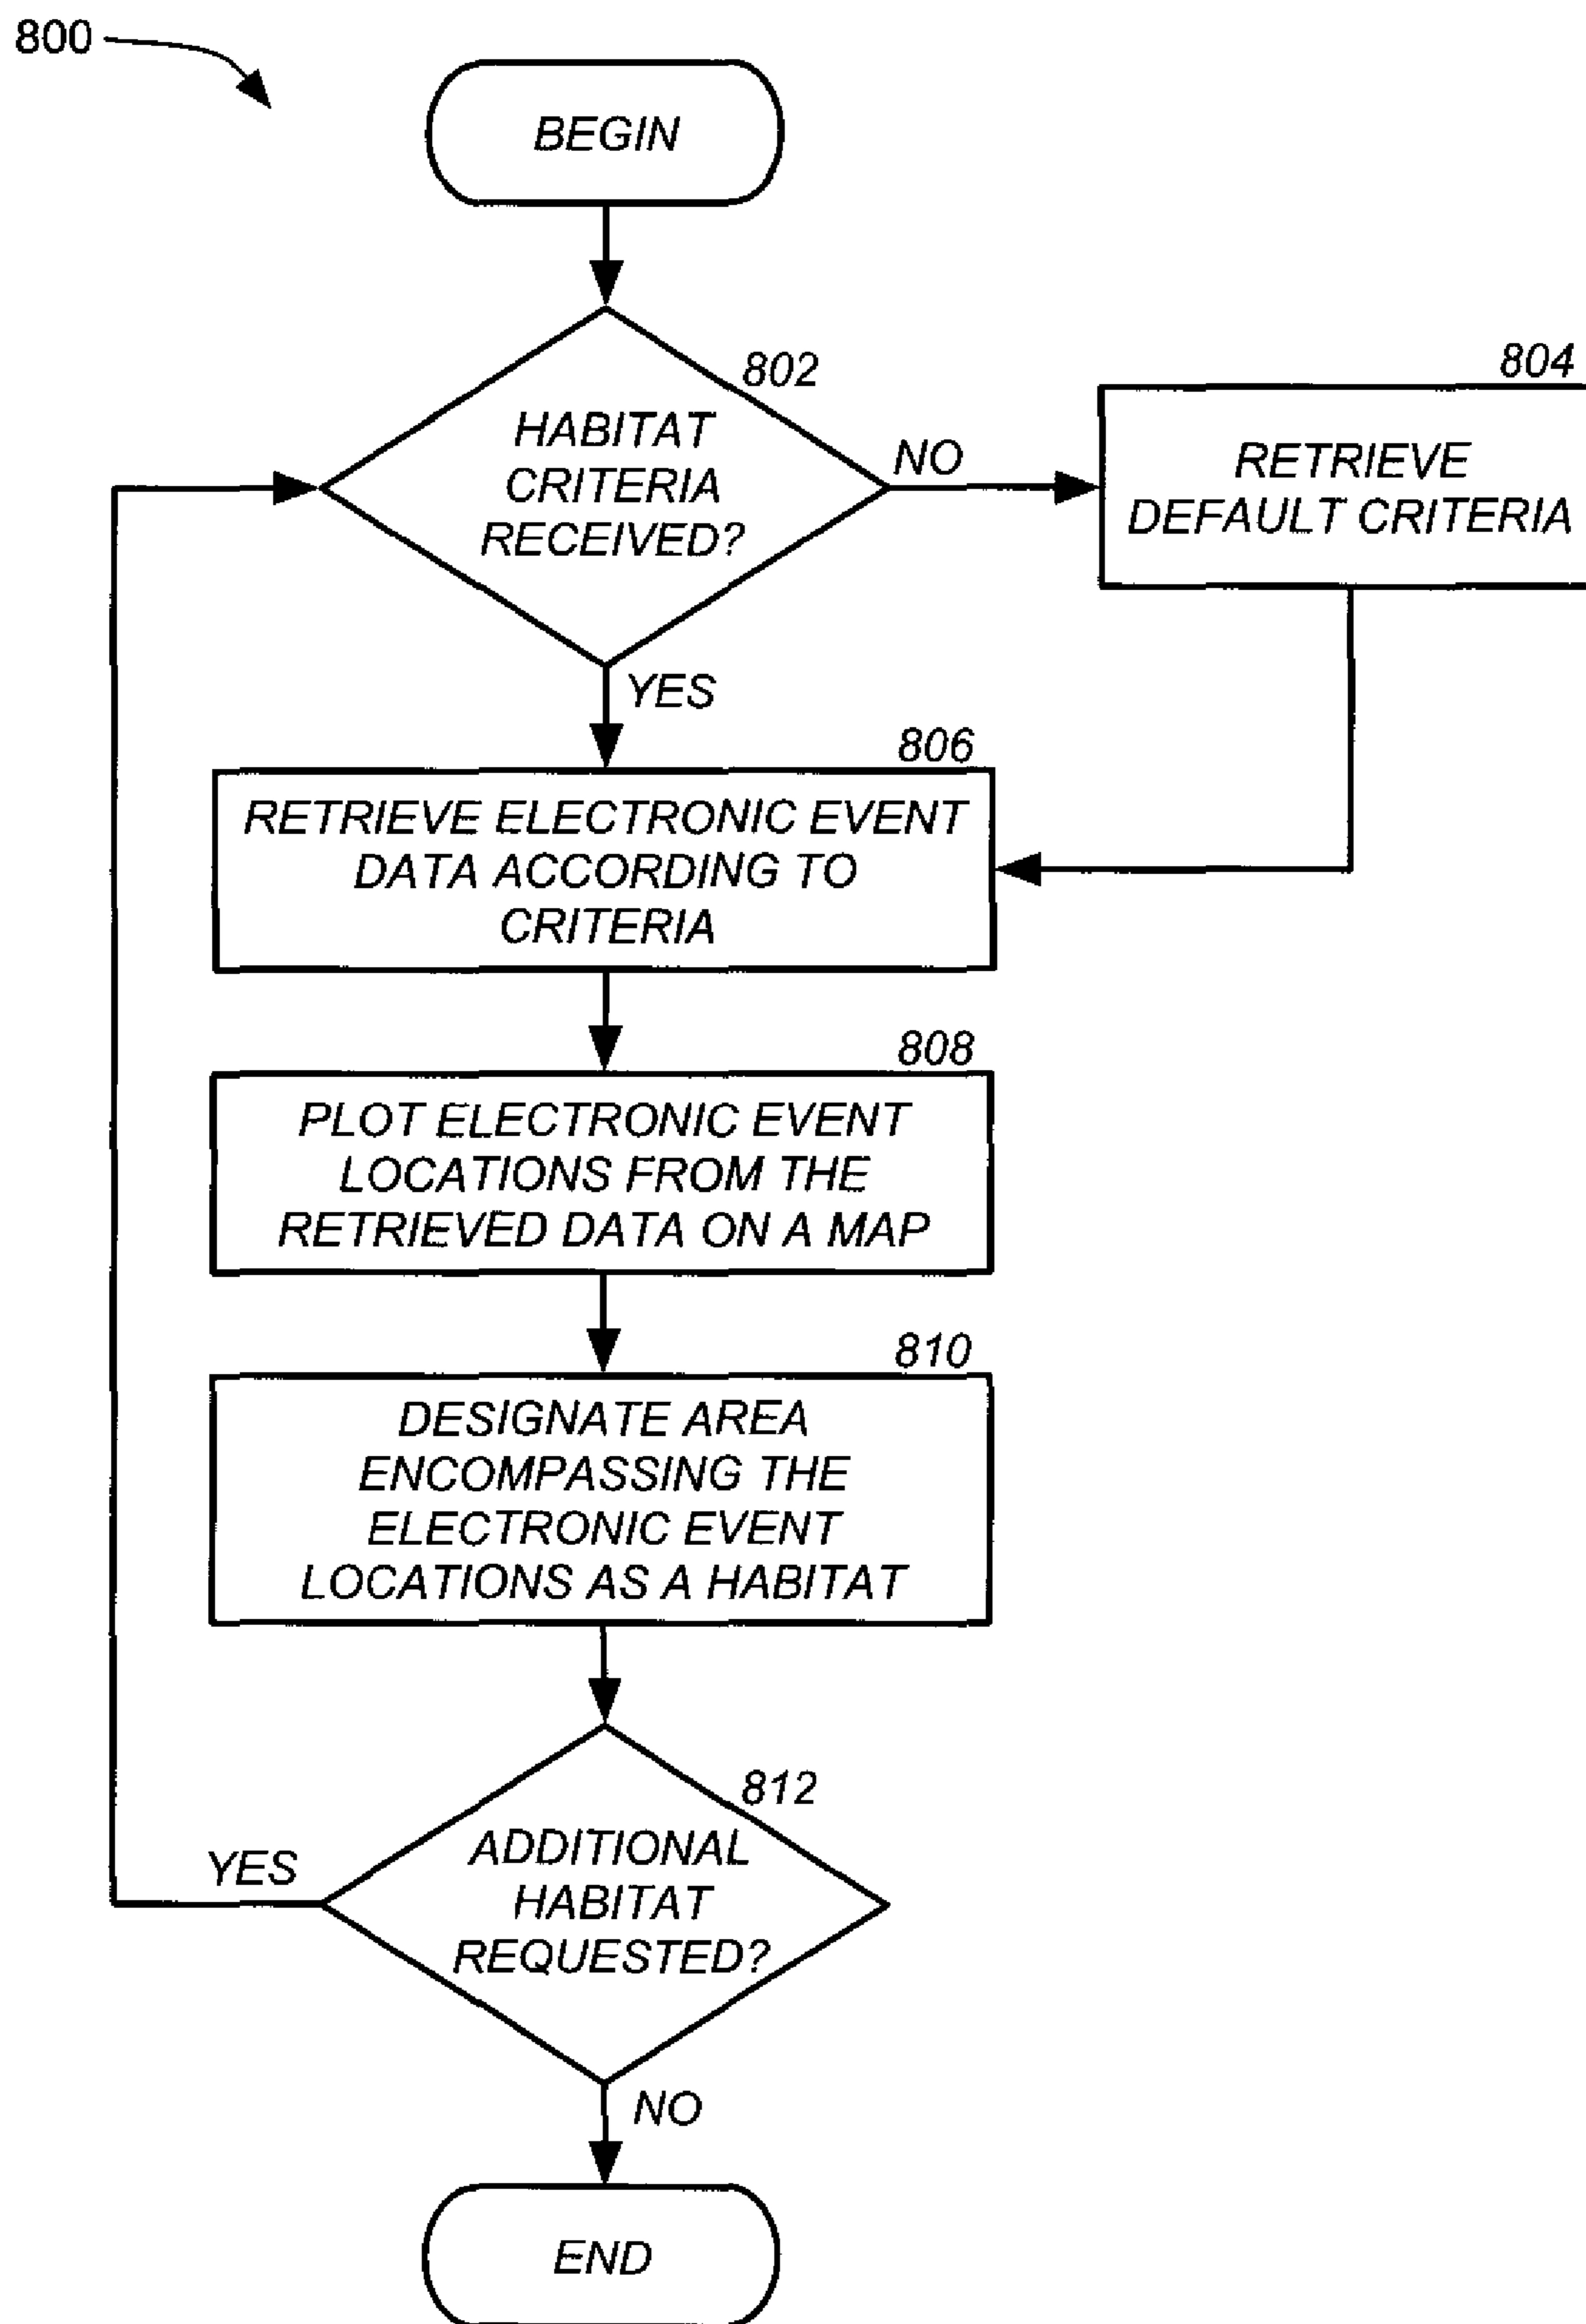 800
BEGIN
802
HABITAT
CRITERIA
RECEIVED?
NO
804
RETRIEVE
DEFAULT CRITERIA
YES
806
RETRIEVE ELECTRONIC EVENT
DATA ACCORDING TO
CRITERIA
808
PLOT ELECTRONIC EVENT
LOCATIONS FROM THE
RETRIEVED DATA ON A MAP
810
DESIGNATE AREA
ENCOMPASSING THE
ELECTRONIC EVENT
LOCATIONS AS A HABITAT
812
ADDITIONAL
HABITAT
REQUESTED?
YES
NO
END